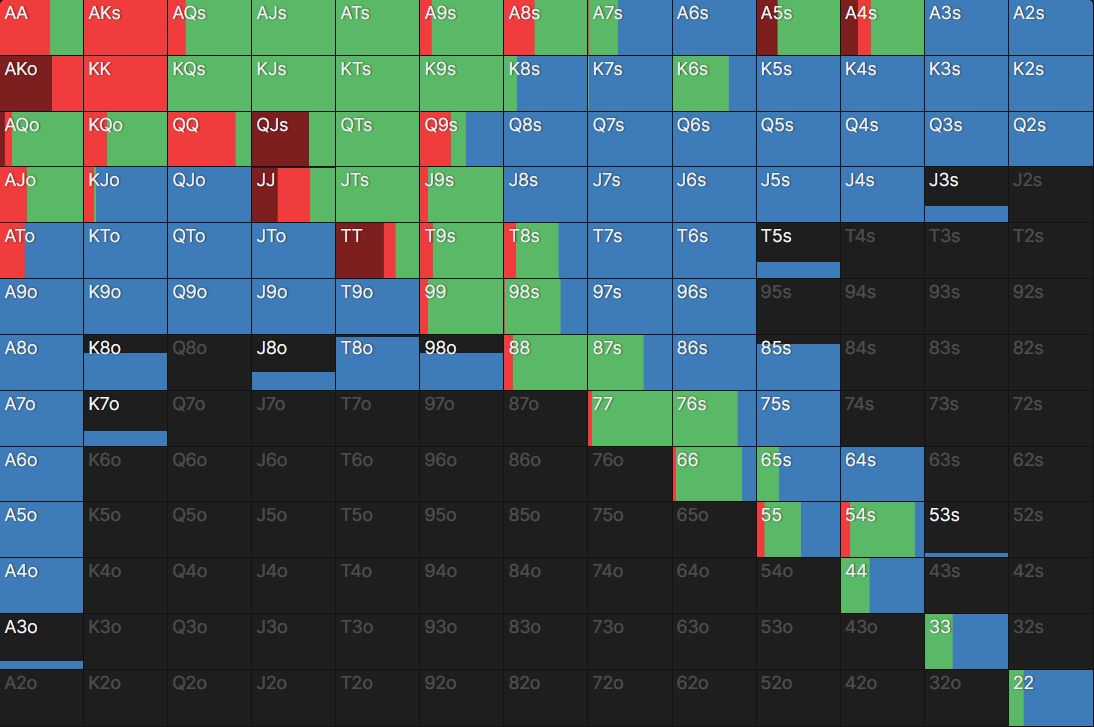 AA AKs AQs AJs ATs A9s A8s A7s A6s A5s A4s A3s A2s
AKo KK KQs KJs KTs K9s K8s K7s K6s K5s K4s K3s K2s
AQo KQo QQ QJs QTs Q9s Q8s Q7s Q6s Q5s Q4s Q3s Q2s
AJo KJo QJo JJ JTs J9s J8s J7s J6s J5s J4s J3s J2s
ATo KTo QTo JTo TT T9s T8s T7s T6s T5s T4s T3s T2s
A9o K9o Q9o J9o T9o 99 98s 97s 96s 95s 94s 93s 92s
A8o K8o Q8o J8o T8o 98o 88 87s 86s 85s 84s 83s 82s
A7o K7o Q7o J7o T7o 97o 87o 77 76s 75s 74s 73s 72s
A6o K6o Q6o J6o T6o 96o 86o 76o 66 65s 64s 63s 62s
A5o K5o Q5o J5o T5o 95o 85o 75o 65o 55 54s 53s 52s
A4o K4o Q4o J4o T4o 94o 84o 74o 64o 54o 44 43s 42s
A3o K3o Q3o J3o T3o 93o 83o 73o 63o 53o 43o 33 32s
A2o K2o Q2o J2o T2o 92o 82o 72o 62o 52o 42o 32o 22